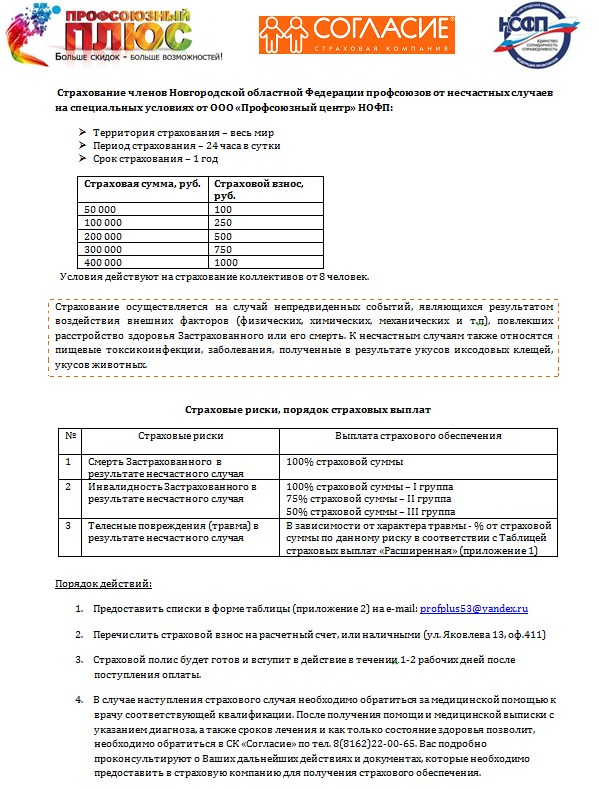 ПРОФСОЮЗНЫЙ
ПЛЮС
Больше скидок - больше возможностей!
СОГЛАСИЕ®
СТРАХОВАЯ КОМПАНИЯ
НОФП
ЕДИНСТВО
СОЛИДАРНОСТЬ
СПРАВЕДЛИВОСТЬ
Страхование членов Новгородской областной Федерации профсоюзов от несчастных случаев
на специальных условиях от ООО «Профсоюзный центр» НОФП:
➢ Территория страхования – весь мир
➢ Период страхования – 24 часа в сутки
➢ Срок страхования – 1 год
Страховая сумма, руб. Страховой взнос,
руб.
50 000 100
100 000 250
200 000 500
300 000 750
400 000 1000
Условия действуют на страхование коллективов от 8 человек.
Страхование осуществляется на случай непредвиденных событий, являющихся результатом
воздействия внешних факторов (физических, химических, механических и т.д), повлекших
расстройство здоровья Застрахованного или его смерть. К несчастным случаям также относятся
пищевые токсикоинфекции, заболевания, полученные в результате укусов иксодовых клещей,
укусов животных.
Страховые риски, порядок страховых выплат
№ Страховые риски Выплата страхового обеспечения
1 Смерть Застрахованного в 100% страховой суммы
результате несчастного случая
2 Инвалидность Застрахованного в 100% страховой суммы – I группа
результате несчастного случая 75% страховой суммы – II группа
50% страховой суммы – III группа
3 Телесные повреждения (травма) в В зависимости от характера травмы - % от страховой
результате несчастного случая суммы по данному риску в соответствии с Таблицей
страховых выплат «Расширенная» (приложение 1)
Порядок действий:
1. Предоставить списки в форме таблицы (приложение 2) на e-mail: profplus53@yandex.ru
2. Перечислить страховой взнос на расчетный счет, или наличными (ул. Яковлева 13, оф.411)
3. Страховой полис будет готов и вступит в действие в течении 1-2 рабочих дней после
поступления оплаты.
4. В случае наступления страхового случая необходимо обратиться за медицинской помощью к
врачу соответствующей квалификации. После получения помощи и медицинской выписки с
указанием диагноза, а также сроков лечения и как только состояние здоровья позволит,
необходимо обратиться в СК «Согласие» по тел. 8(8162)22-00-65. Вас подробно
проконсультируют о Ваших дальнейших действиях и документах, которые необходимо
предоставить в страховую компанию для получения страхового обеспечения.